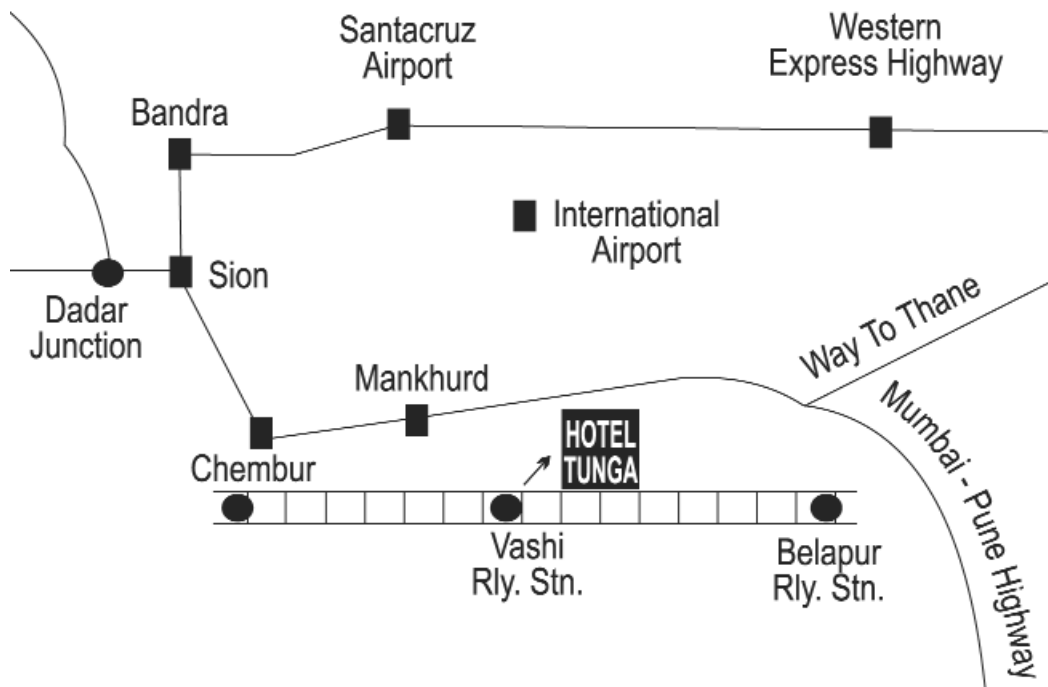 Santacruz
Airport
Western
Express Highway
Bandra
International
Airport
Sion
Dadar
Junction
Way To Thane
Mankhurd
Mumbai - Pune Highway
HOTEL
TUNGA
Chembur
Vashi
Rly. Stn.
Belapur
Rly. Stn.